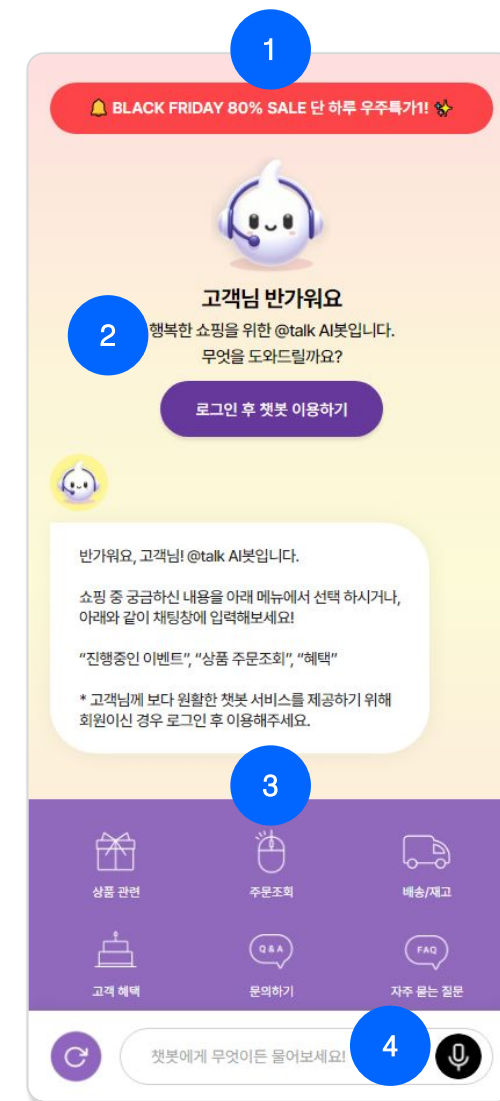 1
🔔 BLACK FRIDAY 80% SALE 단 하루 우주특가1! ✨
고객님 반가워요
2
행복한 쇼핑을 위한 @talk AI봇입니다.
무엇을 도와드릴까요?
로그인 후 챗봇 이용하기
반가워요, 고객님! @talk AI봇입니다.
쇼핑 중 궁금하신 내용을 아래 메뉴에서 선택 하시거나,
아래와 같이 채팅창에 입력해보세요!
“진행중인 이벤트”, “상품 주문조회”, “혜택”
* 고객님께 보다 원활한 챗봇 서비스를 제공하기 위해
회원이신 경우 로그인 후 이용해주세요.
3
상품 관련
주문조회
배송/재고
Q&A
FAQ
고객 혜택
문의하기
자주 묻는 질문
챗봇에게 무엇이든 물어보세요!
4